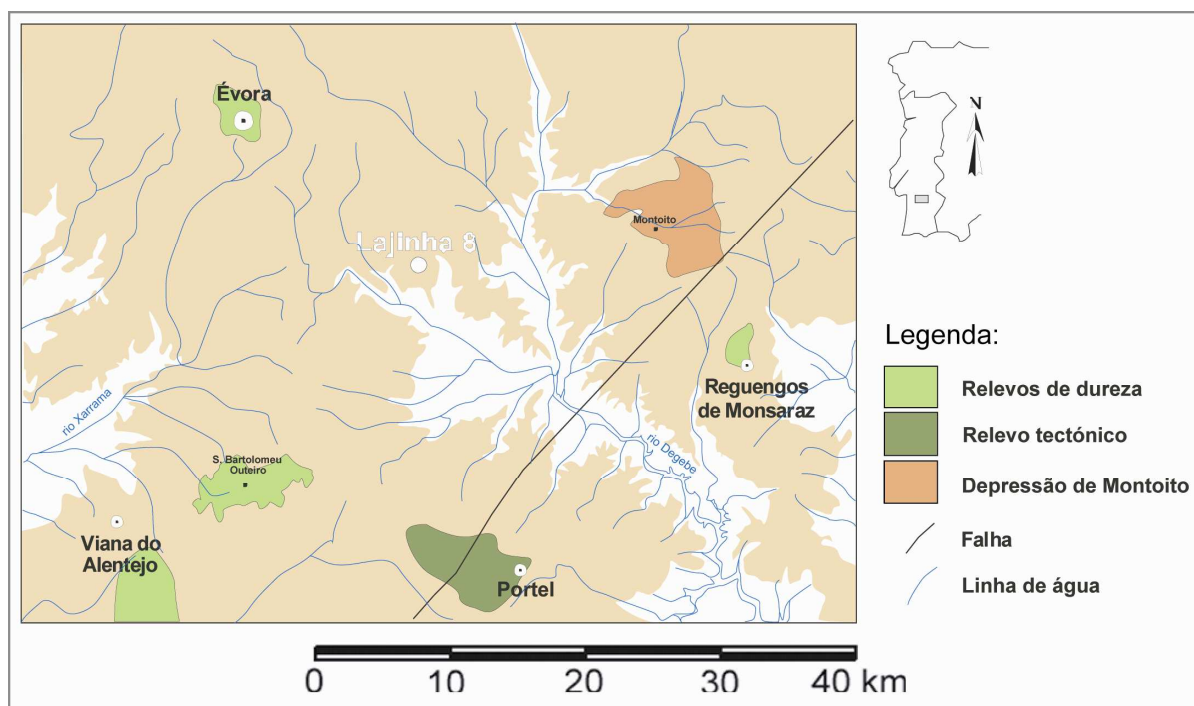 Évora
Lajinha 8
Montoito
Reguengos
de Monsaraz
rio Xarrama
rio Degebe
S. Bartolomeu
Outeiro
Viana do
Alentejo
Portel
N
Legenda:
Relevos de dureza
Relevo tectónico
Depressão de Montoito
Falha
Linha de água
0 10 20 30 40 km